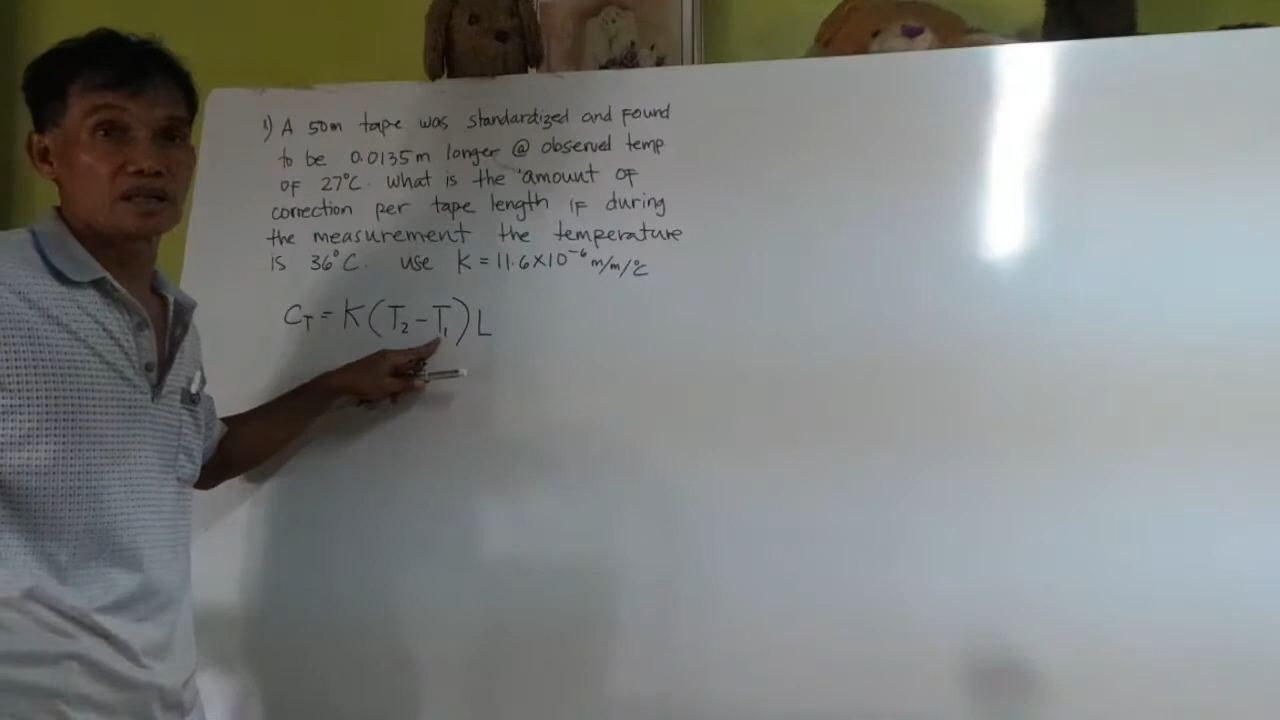 1) A 50m tape was standardized and found
to be 0.0135m longer @ observed temp
of 27°C. What is the amount of
correction per tape length if during
the measurement the temperature
is 36°C. use K = 11.6x10⁻⁶ m/m/°C
C_T = K(T₂-T₁)L